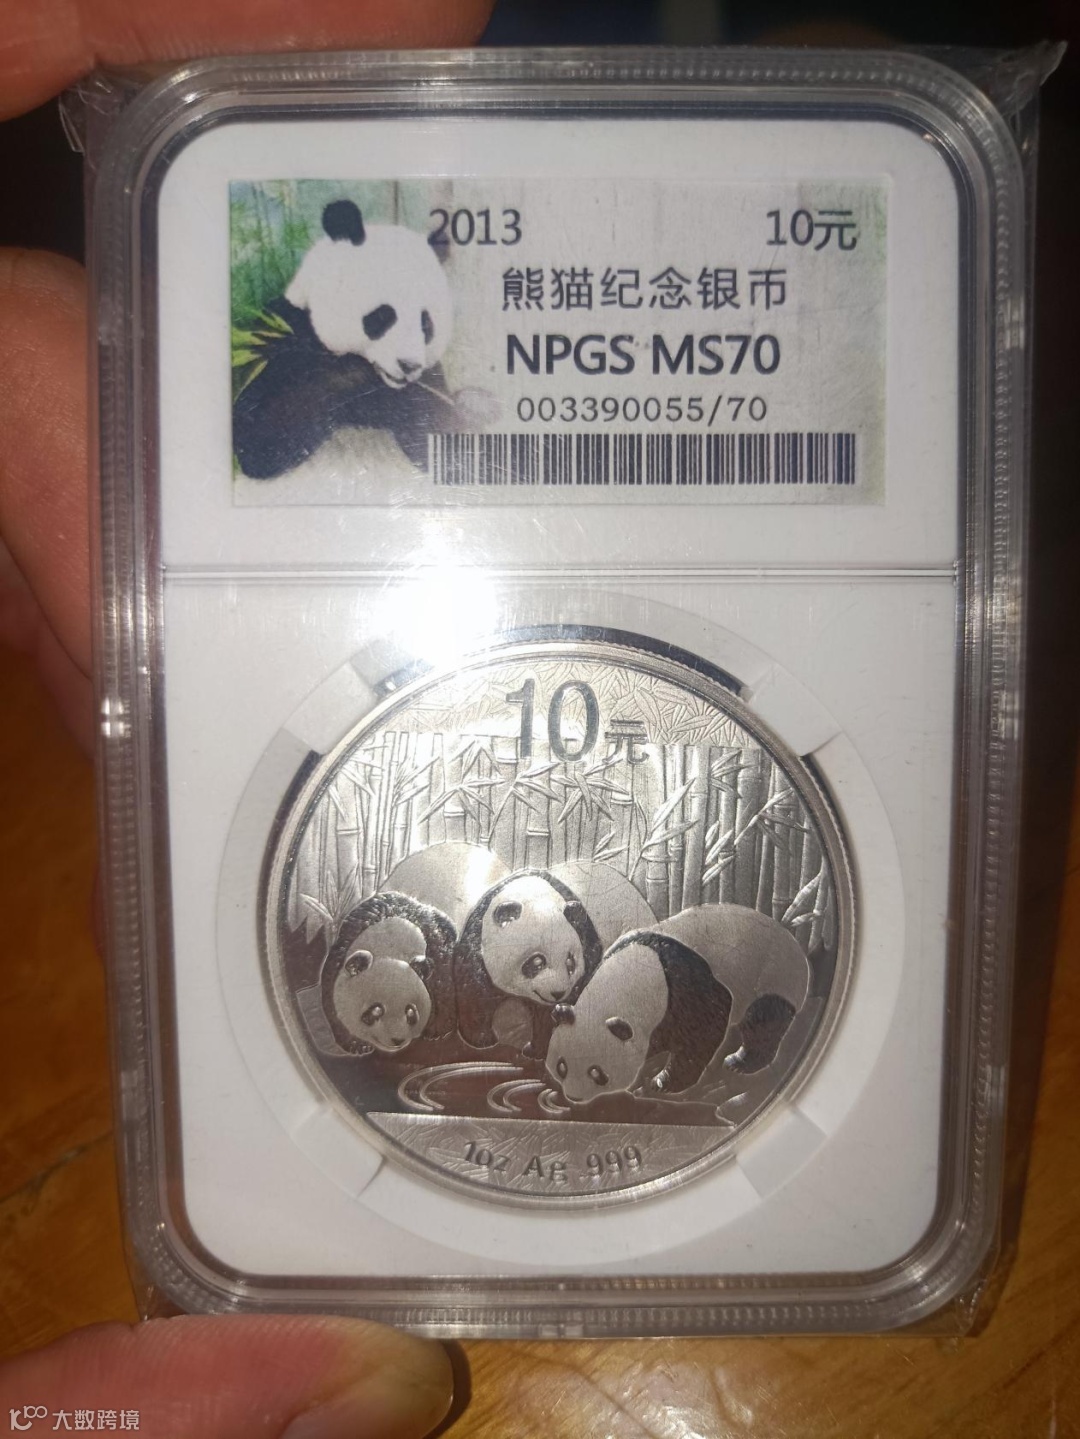 2013 10元
熊猫纪念银币
NPGS MS70
003390055/70
10元
1oz Ag .999
大数跨境